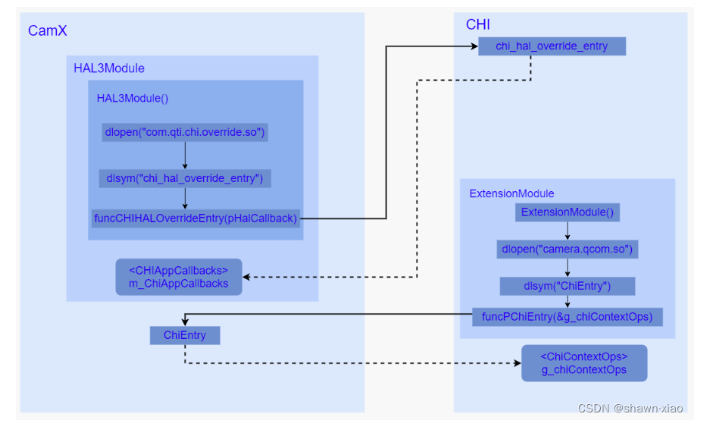 CamX
HAL3Module
HAL3Module()
dlopen("com.qti.chi.override.so")
dlsym("chi_hal_override_entry")
funcCHIHALOverrideEntry(pHalCallback)
<CHIAppCallbacks>
m_ChiAppCallbacks
ChiEntry
CHI
chi_hal_override_entry
ExtensionModule
ExtensionModule()
dlopen("camera.qcom.so")
dlsym("ChiEntry")
funcPChiEntry(&g_chiContextOps)
<ChiContextOps>
g_chiContextOps
CSDN @shawn-xiao